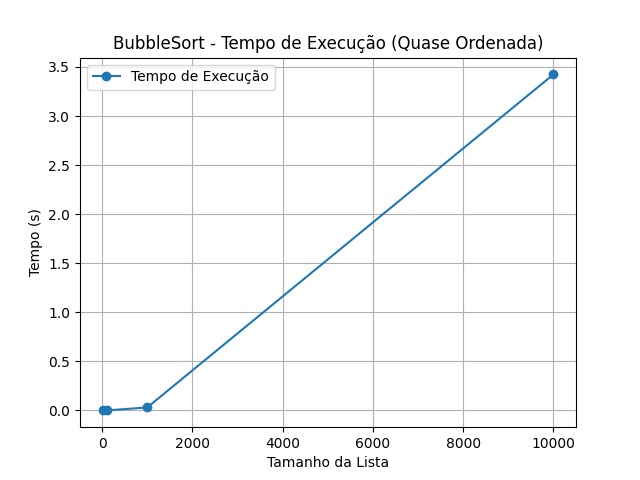 BubbleSort - Tempo de Execução (Quase Ordenada)
Tempo de Execução
3.5
3.0
2.5
2.0
1.5
1.0
0.5
0.0
Tempo (s)
0 2000 4000 6000 8000 10000
Tamanho da Lista